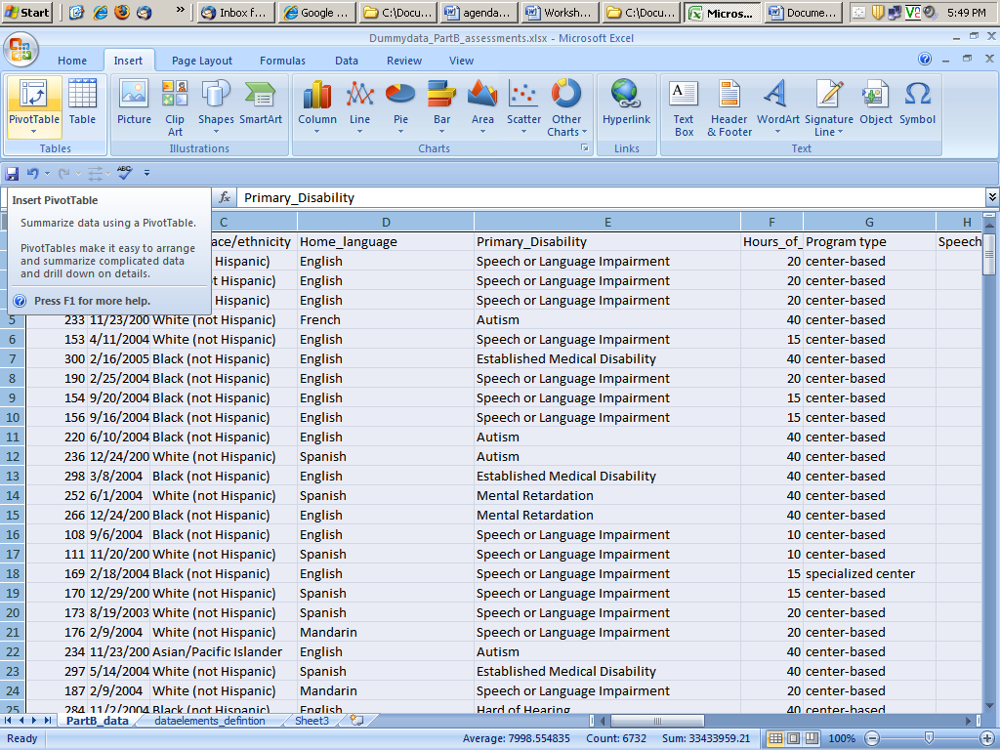 Start » Inbox f... Google ... C:\Docu... agenda... Worksh... C:\Docu... Micros... Docume... 5:49 PM
Dummydata_PartB_assessments.xlsx - Microsoft Excel
Home Insert Page Layout Formulas Data Review View
PivotTable Table Picture Clip Art Shapes SmartArt Column Line Pie Bar Area Scatter Other Charts Hyperlink Text Box Header & Footer WordArt Signature Line Object Symbol
Tables Illustrations Charts Links Text
ABC
fx Primary_Disability
Insert PivotTable
Summarize data using a PivotTable.
PivotTables make it easy to arrange
and summarize complicated data
and drill down on details.
Press F1 for more help.
C D E F G H
ace/ethnicity Home_language Primary_Disability Hours_of_ Program type Speech
Hispanic) English Speech or Language Impairment 20 center-based
t Hispanic) English Speech or Language Impairment 20 center-based
Hispanic) English Speech or Language Impairment 20 center-based
5 233 11/23/200 White (not Hispanic) French Autism 40 center-based
6 153 4/11/2004 White (not Hispanic) English Speech or Language Impairment 15 center-based
7 300 2/16/2005 Black (not Hispanic) English Established Medical Disability 40 center-based
8 190 2/25/2004 Black (not Hispanic) English Speech or Language Impairment 20 center-based
9 154 9/20/2004 Black (not Hispanic) English Speech or Language Impairment 15 center-based
10 156 9/16/2004 Black (not Hispanic) English Speech or Language Impairment 15 center-based
11 220 6/10/2004 Black (not Hispanic) English Autism 40 center-based
12 236 12/24/200 White (not Hispanic) Spanish Autism 40 center-based
13 298 3/8/2004 Black (not Hispanic) English Established Medical Disability 40 center-based
14 252 6/1/2004 White (not Hispanic) Spanish Mental Retardation 40 center-based
15 266 12/24/200 Black (not Hispanic) English Mental Retardation 40 center-based
16 108 9/6/2004 Black (not Hispanic) English Speech or Language Impairment 10 center-based
17 111 11/20/200 White (not Hispanic) Spanish Speech or Language Impairment 10 center-based
18 169 2/18/2004 Black (not Hispanic) English Speech or Language Impairment 15 specialized center
19 170 12/29/200 White (not Hispanic) Spanish Speech or Language Impairment 15 center-based
20 173 8/19/2003 White (not Hispanic) Spanish Speech or Language Impairment 20 center-based
21 176 2/9/2004 White (not Hispanic) Mandarin Speech or Language Impairment 20 center-based
22 234 11/23/200 Asian/Pacific Islander English Autism 40 center-based
23 297 5/14/2004 White (not Hispanic) Spanish Established Medical Disability 40 center-based
24 187 2/9/2004 White (not Hispanic) Mandarin Speech or Language Impairment 20 center-based
25 284 11/2/2004 Black (not Hispanic) English Hard of Hearing 40 center-based
PartB_data dataelements_defintion Sheet3
Ready Average: 7998.554835 Count: 6732 Sum: 33433959.21 100%